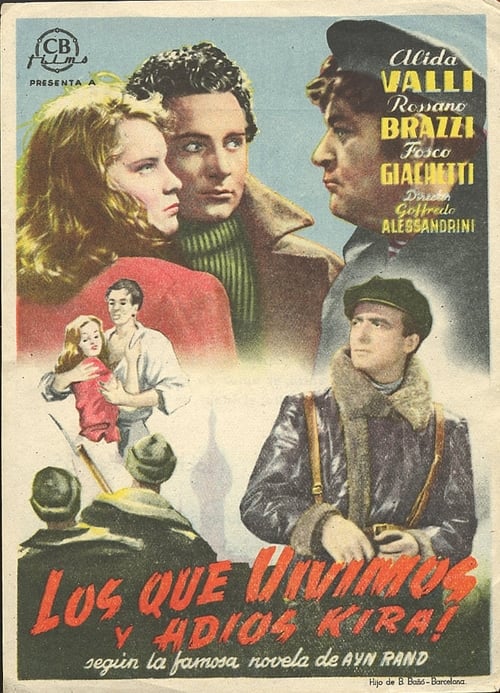 CB
films
PRESENTA A
Alida
VALLI
Rossano
BRAZZI
Fosco
GIACHETTI
Director
Goffredo
ALESSANDRINI
LOS QUE VIVIMOS
Y ADIOS KIRA!
según la famosa novela de AYN RAND
Hijo de B. Bañó - Barcelona.